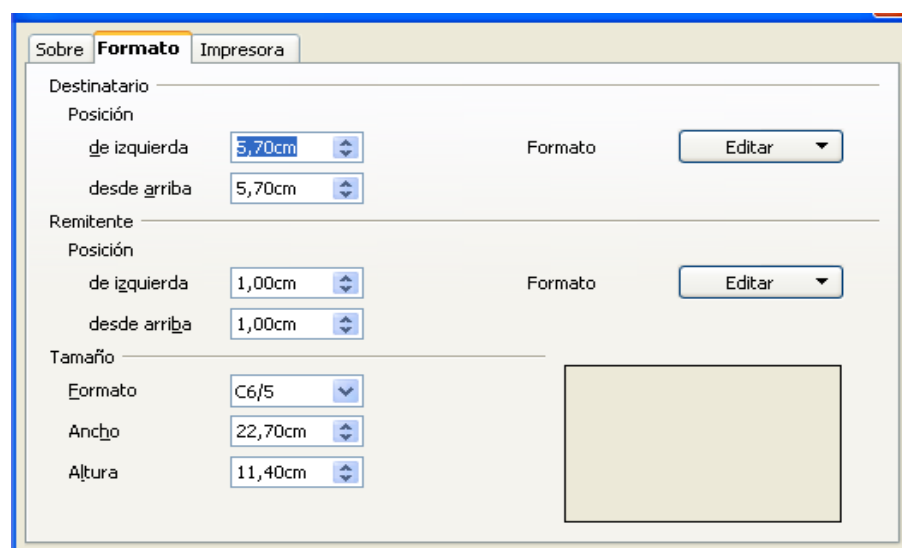 Sobre Formato Impresora
Destinatario
Posición
de izquierda 5,70cm Formato Editar
desde arriba 5,70cm
Remitente
Posición
de izquierda 1,00cm Formato Editar
desde arriba 1,00cm
Tamaño
Formato C6/5
Ancho 22,70cm
Altura 11,40cm